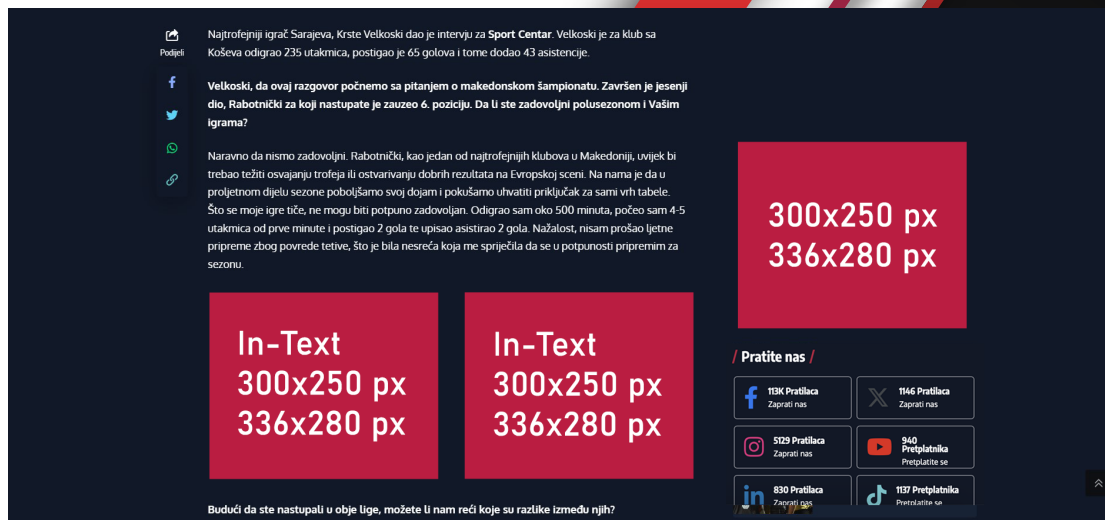 Podijeli
Najtrofejniji igrač Sarajeva, Krste Velkoski dao je intervju za Sport Centar. Velkoski je za klub sa
Koševa odigrao 235 utakmica, postigao je 65 golova i tome dodao 43 asistencije.
Velkoski, da ovaj razgovor počnemo sa pitanjem o makedonskom šampionatu. Završen je jesenji
dio, Rabotnički za koji nastupate je zauzeo 6. poziciju. Da li ste zadovoljni polusezonom i Vašim
igrama?
Naravno da nismo zadovoljni. Rabotnički, kao jedan od najtrofejnijih klubova u Makedoniji, uvijek bi
trebao težiti osvajanju trofeja ili ostvarivanju dobrih rezultata na Evropskoj sceni. Na nama je da u
proljetnom dijelu sezone poboljšamo svoj dojam i pokušamo uhvatiti priključak za sami vrh tabele.
Što se moje igre tiče, ne mogu biti potpuno zadovoljan. Odigrao sam oko 500 minuta, počeo sam 4-5
utakmica od prve minute i postigao 2 gola te upisao asistirao 2 gola. Nažalost, nisam prošao ljetne
pripreme zbog povrede tetive, što je bila nesreća koja me spriječila da se u potpunosti pripremim za
sezonu.
In-Text
300x250 px
336x280 px
In-Text
300x250 px
336x280 px
Budući da ste nastupali u obje lige, možete li nam reći koje su razlike između njih?
300x250 px
336x280 px
/ Pratite nas /
113K Pratilaca
Zaprati nas
1146 Pratilaca
Zaprati nas
5129 Pratilaca
Zaprati nas
940
Pretplatnika
Pretplatite se
830 Pratilaca
Zaprati nas
1137 Pretplatnika
Pretplatite se